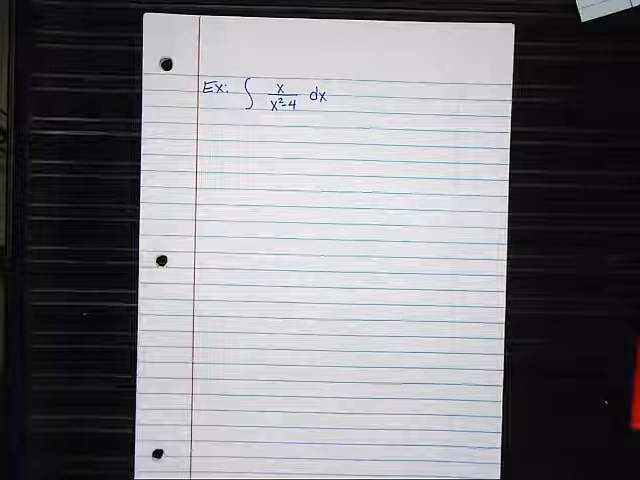 Ex: ∫ x/(x²-4) dx